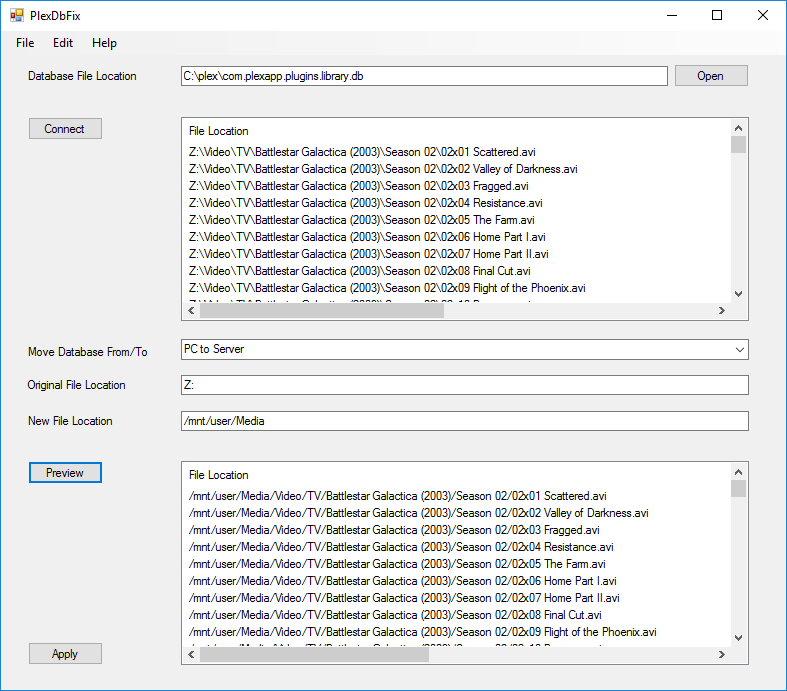 PlexDbFix
File Edit Help
Database File Location C:\plex\com.plexapp.plugins.library.db Open
Connect
File Location
Z:\Video\TV\Battlestar Galactica (2003)\Season 02\02x01 Scattered.avi
Z:\Video\TV\Battlestar Galactica (2003)\Season 02\02x02 Valley of Darkness.avi
Z:\Video\TV\Battlestar Galactica (2003)\Season 02\02x03 Fragged.avi
Z:\Video\TV\Battlestar Galactica (2003)\Season 02\02x04 Resistance.avi
Z:\Video\TV\Battlestar Galactica (2003)\Season 02\02x05 The Farm.avi
Z:\Video\TV\Battlestar Galactica (2003)\Season 02\02x06 Home Part I.avi
Z:\Video\TV\Battlestar Galactica (2003)\Season 02\02x07 Home Part II.avi
Z:\Video\TV\Battlestar Galactica (2003)\Season 02\02x08 Final Cut.avi
Z:\Video\TV\Battlestar Galactica (2003)\Season 02\02x09 Flight of the Phoenix.avi
Move Database From/To PC to Server
Original File Location Z:
New File Location /mnt/user/Media
Preview
File Location
/mnt/user/Media/Video/TV/Battlestar Galactica (2003)/Season 02/02x01 Scattered.avi
/mnt/user/Media/Video/TV/Battlestar Galactica (2003)/Season 02/02x02 Valley of Darkness.avi
/mnt/user/Media/Video/TV/Battlestar Galactica (2003)/Season 02/02x03 Fragged.avi
/mnt/user/Media/Video/TV/Battlestar Galactica (2003)/Season 02/02x04 Resistance.avi
/mnt/user/Media/Video/TV/Battlestar Galactica (2003)/Season 02/02x05 The Farm.avi
/mnt/user/Media/Video/TV/Battlestar Galactica (2003)/Season 02/02x06 Home Part I.avi
/mnt/user/Media/Video/TV/Battlestar Galactica (2003)/Season 02/02x07 Home Part II.avi
/mnt/user/Media/Video/TV/Battlestar Galactica (2003)/Season 02/02x08 Final Cut.avi
/mnt/user/Media/Video/TV/Battlestar Galactica (2003)/Season 02/02x09 Flight of the Phoenix.avi
Apply